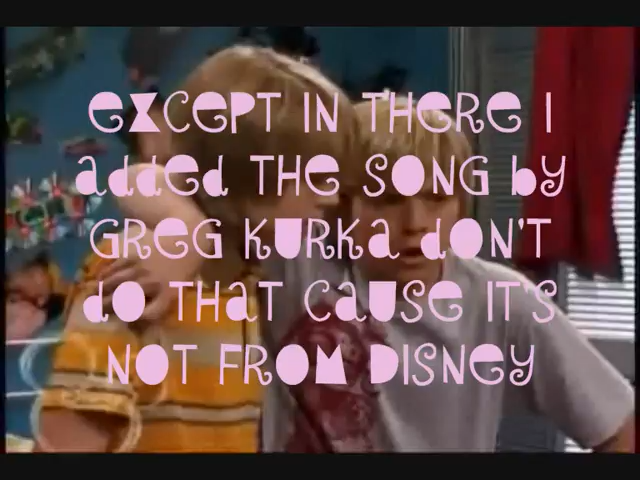 EXCEPT IN THERE I
added THE SONG by
GREG KURKA dON'T
do THAT CAUSE IT'S
NOT FROM DISNEY